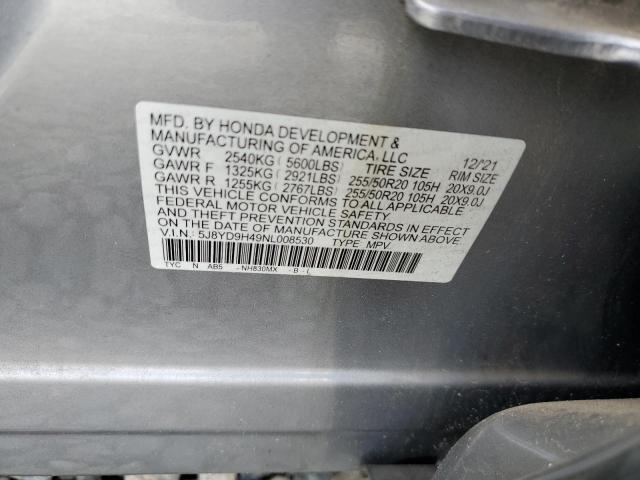 MFD. BY HONDA DEVELOPMENT &
MANUFACTURING OF AMERICA, LLC 12/21
GVWR 2540KG ( 5600LBS) TIRE SIZE RIM SIZE
GAWR F 1325KG ( 2921LBS) 255/50R20 105H 20X9.0J
GAWR R 1255KG ( 2767LBS) 255/50R20 105H 20X9.0J
THIS VEHICLE CONFORMS TO ALL APPLICABLE
FEDERAL MOTOR VEHICLE SAFETY
AND THEFT PREVENTION STANDARDS IN EFFECT
ON THE DATE OF MANUFACTURE SHOWN ABOVE.
V.I.N.: 5J8YD9H49NL008530 TYPE MPV
TYC N AB5 -NH830MX -B-(